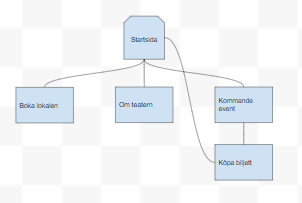 Startsida
Boka lokalen
Om teatern
Kommande
event
Köpa biljett